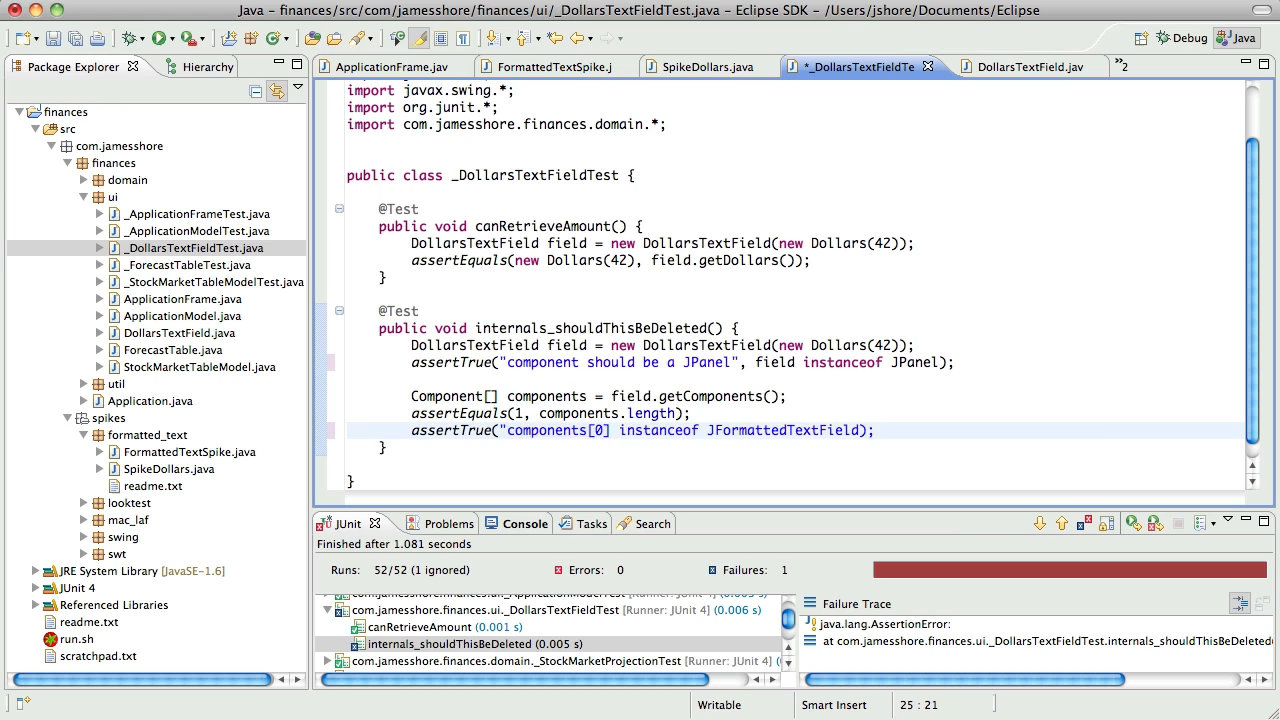 Java - finances/src/com/jamesshore/finances/ui/_DollarsTextFieldTest.java - Eclipse SDK - /Users/jshore/Documents/Eclipse
Debug
Java
Package Explorer
Hierarchy
finances
src
com.jamesshore
finances
domain
ui
_ApplicationFrameTest.java
_ApplicationModelTest.java
_DollarsTextFieldTest.java
_ForecastTableTest.java
_StockMarketTableModelTest.java
ApplicationFrame.java
ApplicationModel.java
DollarsTextField.java
ForecastTable.java
StockMarketTableModel.java
util
Application.java
spikes
formatted_text
FormattedTextSpike.java
SpikeDollars.java
readme.txt
looktest
mac_laf
swing
swt
JRE System Library [JavaSE-1.6]
JUnit 4
Referenced Libraries
readme.txt
run.sh
scratchpad.txt
ApplicationFrame.jav
FormattedTextSpike.j
SpikeDollars.java
*_DollarsTextFieldTe
DollarsTextField.jav
»2
import javax.swing.*;
import org.junit.*;
import com.jamesshore.finances.domain.*;
public class _DollarsTextFieldTest {
@Test
public void canRetrieveAmount() {
DollarsTextField field = new DollarsTextField(new Dollars(42));
assertEquals(new Dollars(42), field.getDollars());
}
@Test
public void internals_shouldThisBeDeleted() {
DollarsTextField field = new DollarsTextField(new Dollars(42));
assertTrue("component should be a JPanel", field instanceof JPanel);
Component[] components = field.getComponents();
assertEquals(1, components.length);
assertTrue("components[0] instanceof JFormattedTextField);
}
}
JUnit
Problems
Console
Tasks
Search
Finished after 1.081 seconds
Runs: 52/52 (1 ignored)
Errors: 0
Failures: 1
com.jamesshore.finances.ui._DollarsTextFieldTest [Runner: JUnit 4] (0.006 s)
canRetrieveAmount (0.001 s)
internals_shouldThisBeDeleted (0.005 s)
com.jamesshore.finances.domain._StockMarketProjectionTest [Runner: JUnit 4] (0
Failure Trace
java.lang.AssertionError:
at com.jamesshore.finances.ui._DollarsTextFieldTest.internals_shouldThisBeDeleted
Writable
Smart Insert
25 : 21